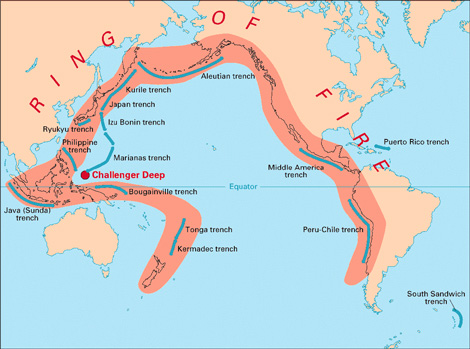 RING OF FIRE
Aleutian trench
Kurile trench
Japan trench
Izu Bonin trench
Ryukyu trench
Philippine
trench
Marianas trench
Challenger Deep
Bougainville trench
Equator
Java (Sunda)
trench
Tonga trench
Kermadec trench
Puerto Rico trench
Middle America
trench
Peru-Chile trench
South Sandwich
trench